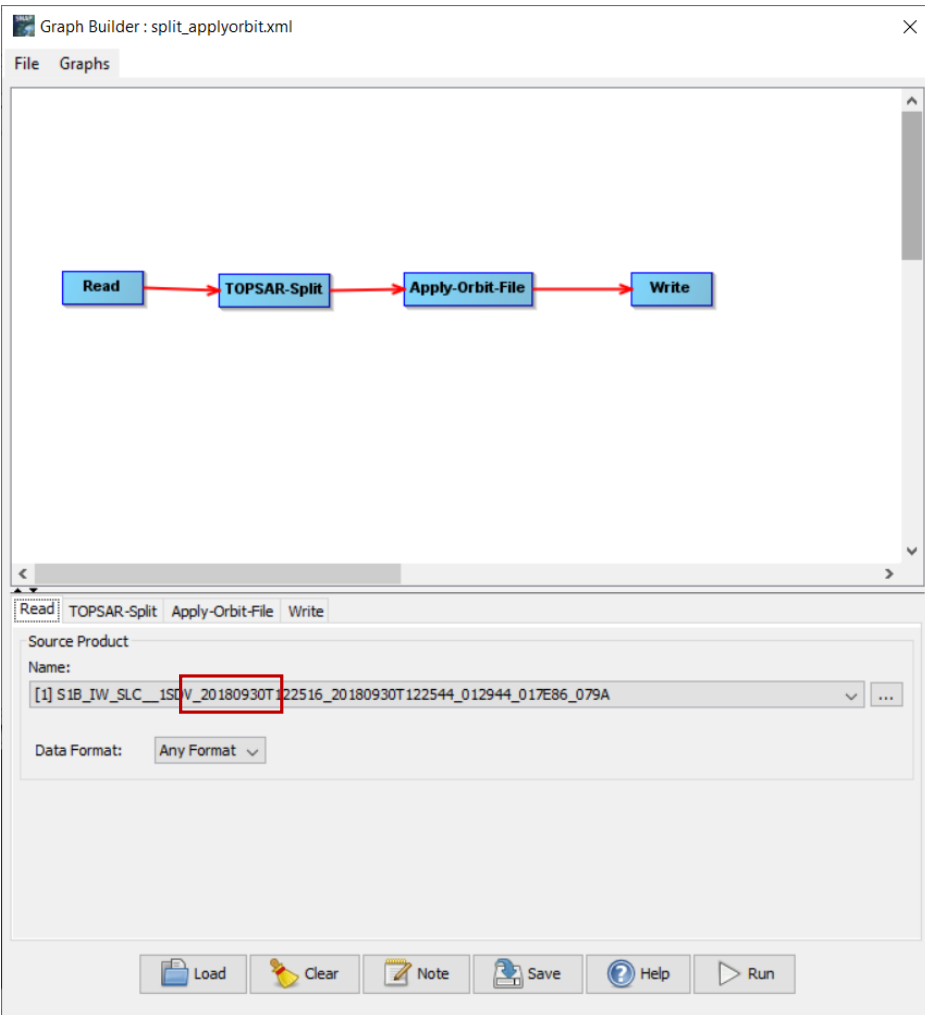 Graph Builder : split_applyorbit.xml
File Graphs
Read TOPSAR-Split Apply-Orbit-File Write
Read TOPSAR-Split Apply-Orbit-File Write
Source Product
Name:
[1] S1B_IW_SLC__1SDV_20180930T122516_20180930T122544_012944_017E86_079A ...
Data Format: Any Format
Load Clear Note Save Help Run